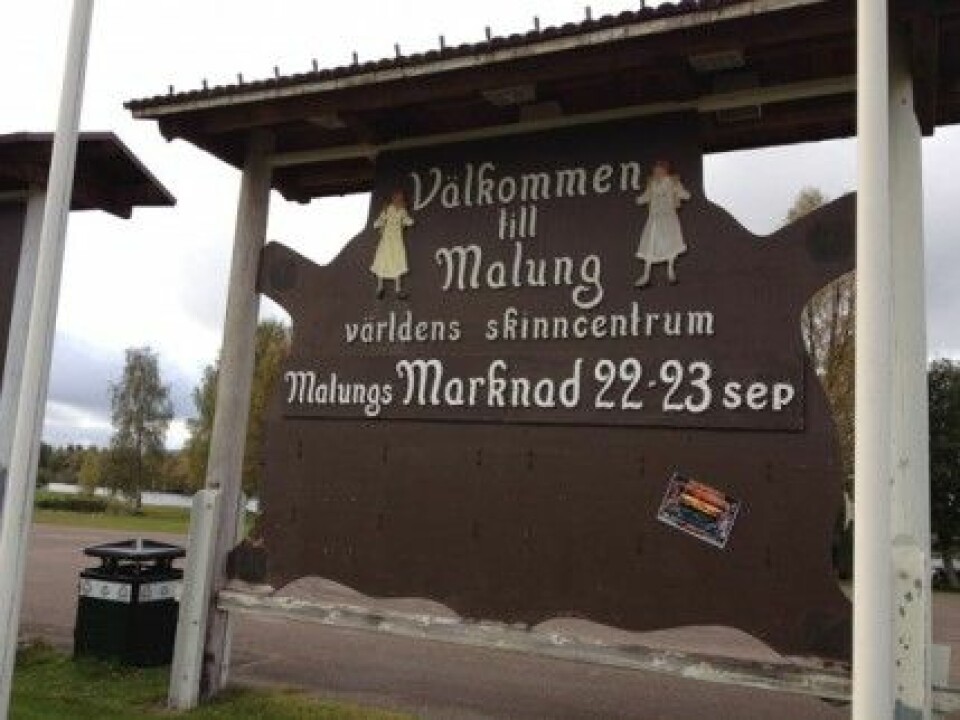 Välkommen
till
Malung
världens skinncentrum
Malungs Marknad 22-23 sep